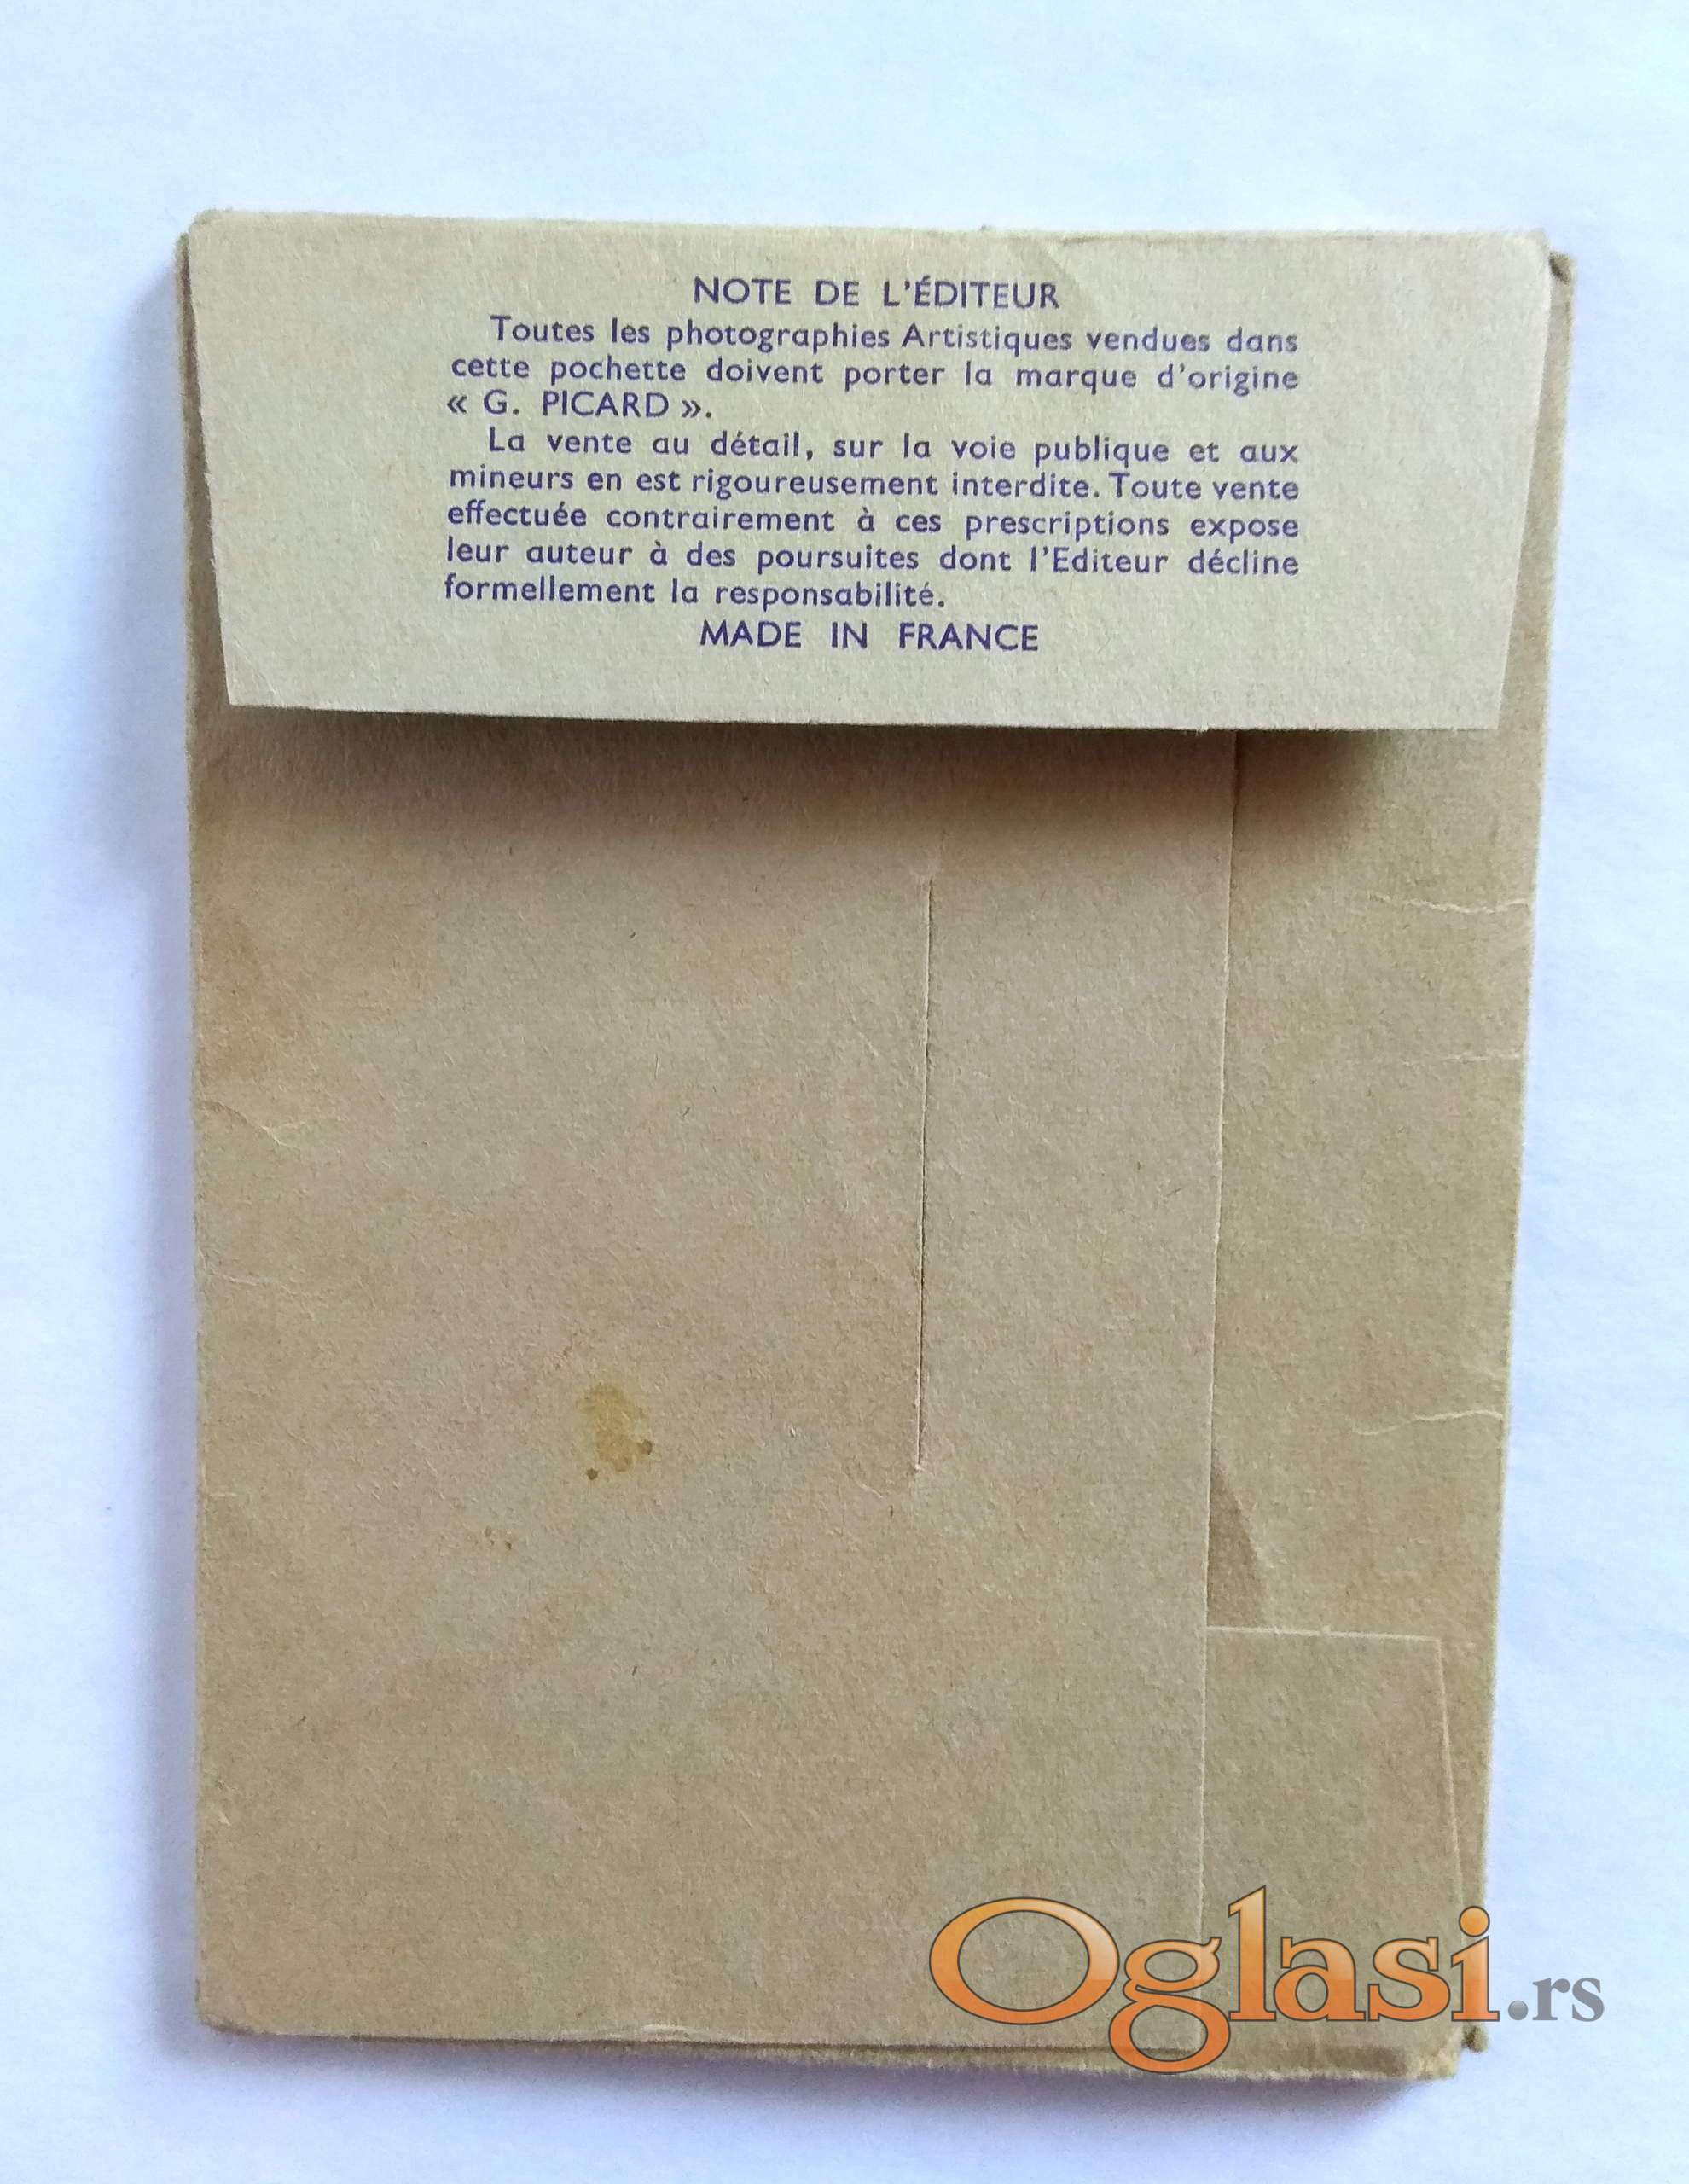 NOTE DE L'ÉDITEUR
Toutes les photographies Artistiques vendues dans
cette pochette doivent porter la marque d'origine
« G. PICARD ».
La vente au détail, sur la voie publique et aux
mineurs en est rigoureusement interdite. Toute vente
effectuée contrairement à ces prescriptions expose
leur auteur à des poursuites dont l'Editeur décline
formellement la responsabilité.
MADE IN FRANCE
Oglasi.rs